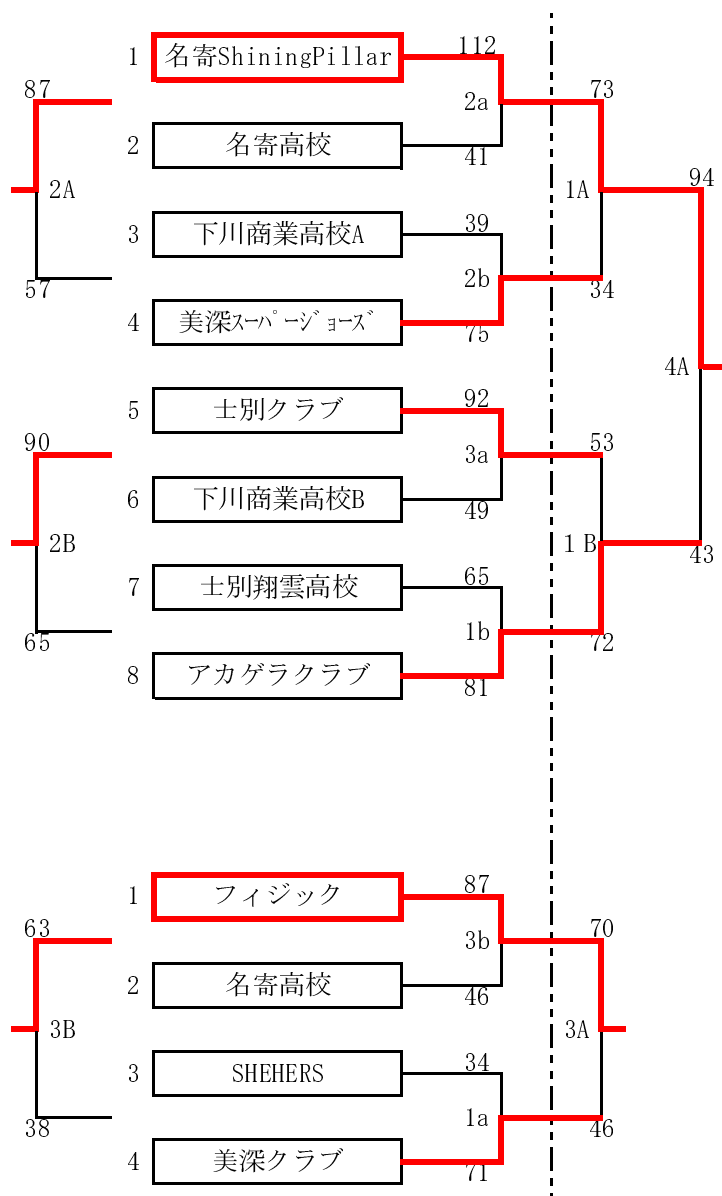 112
1 名寄ShiningPillar
87 2a 73
2 名寄高校
41
2A 1A 94
39
3 下川商業高校A
2b
57 34
4 美深スーパージョーズ
75
4A
92
5 士別クラブ
90 3a 53
6 下川商業高校B
49
2B 1B 43
65
7 士別翔雲高校
1b
65 72
8 アカゲラクラブ
81
87
1 フィジック
63 3b 70
2 名寄高校
46
3B 3A
34
3 SHEHERS
1a
38 46
4 美深クラブ
71